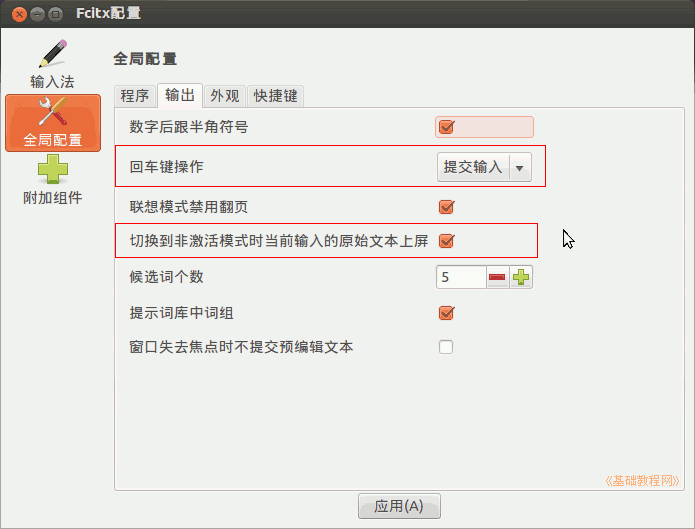 Fcitx配置
输入法
全局配置
附加组件
全局配置
程序 输出 外观 快捷键
数字后跟半角符号
回车键操作 提交输入
联想模式禁用翻页
切换到非激活模式时当前输入的原始文本上屏
候选词个数 5
提示词库中词组
窗口失去焦点时不提交预编辑文本
《基础教程网》
应用(A)